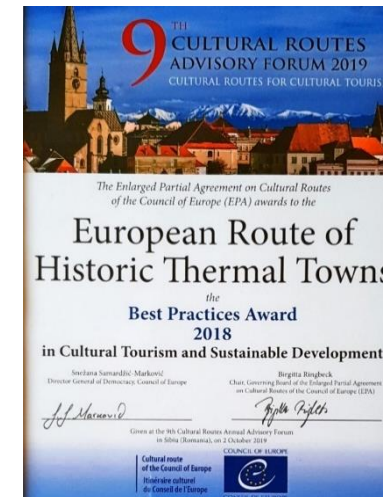 9TH
CULTURAL ROUTES
ADVISORY FORUM 2019
CULTURAL ROUTES FOR CULTURAL TOURIS
The Enlarged Partial Agreement on Cultural Routes
of the Council of Europe (EPA) awards to the
European Route of
Historic Thermal Towns
the
Best Practices Award
2018
in Cultural Tourism and Sustainable Development
Snežana Samardžić-Marković
Director General of Democracy, Council of Europe
Birgitta Ringbeck
Chair, Governing Board of the Enlarged Partial Agreement
on Cultural Routes of the Council of Europe (EPA)
Given at the 9th Cultural Routes Annual Advisory Forum
in Sibiu (Romania), on 2 October 2019
Cultural route
of the Council of Europe
Itinéraire culturel
du Conseil de l'Europe
COUNCIL OF EUROPE